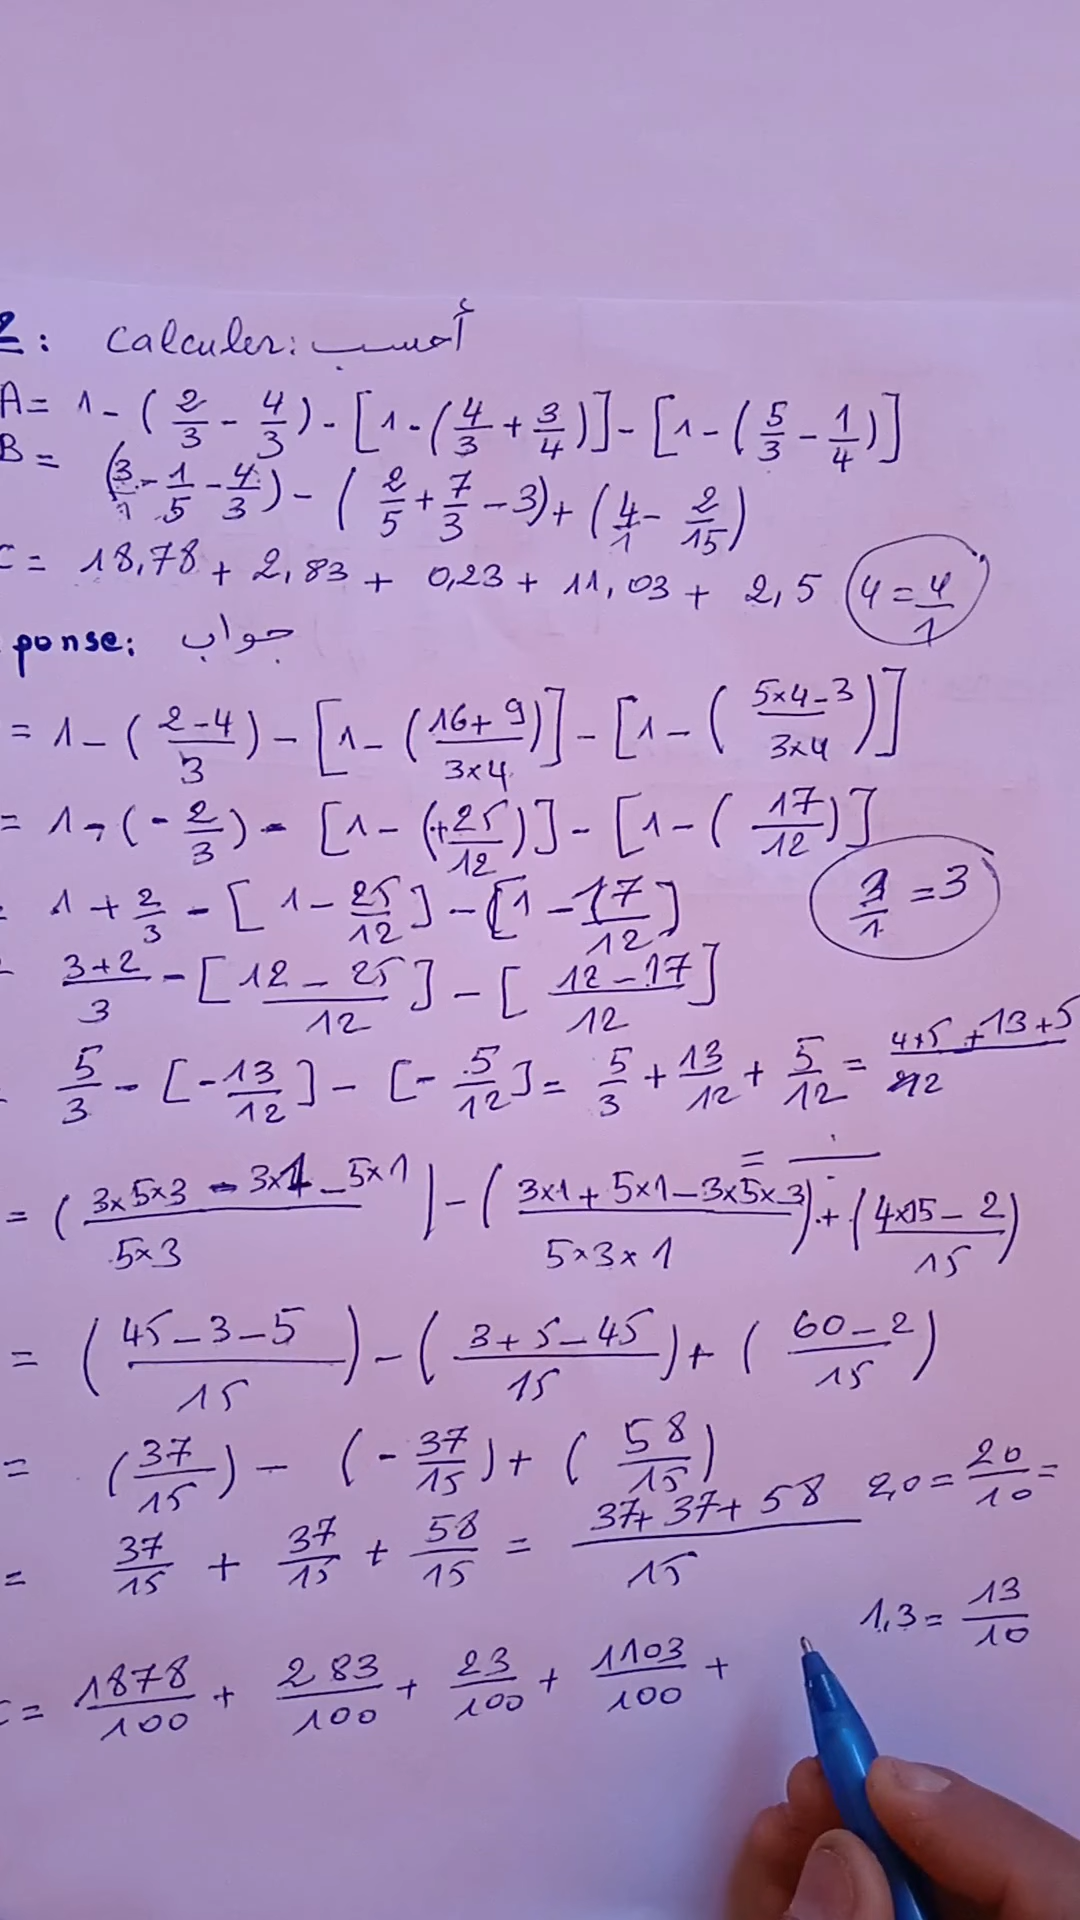 2: Calculer: أحسب
A = 1 - (2/3 - 4/3) - [1 - (4/3 + 3/4)] - [1 - (5/3 - 1/4)]
B = (3/1 - 1/5 - 4/3) - (2/5 + 7/3 - 3) + (4/1 - 2/15)
C = 18,78 + 2,83 + 0,23 + 11,03 + 2,5
4 = 4/1
ponse: جواب
= 1 - (2-4/3) - [1 - (16+9/3×4)] - [1 - (5×4-3/3×4)]
= 1 - (-2/3) - [1 - (+25/12)] - [1 - (17/12)]
3/1 = 3
= 1 + 2/3 - [1 - 25/12] - [1 - 17/12]
= 3+2/3 - [12-25/12] - [12-17/12]
= 5/3 - [-13/12] - [-5/12] = 5/3 + 13/12 + 5/12 = 4×5+13+5/12
=
= (3×5×3 - 3×1 - 5×1/5×3) - (3×1+5×1-3×5×3/5×3×1) + (4×15-2/15)
= (45-3-5/15) - (3+5-45/15) + (60-2/15)
= (37/15) - (-37/15) + (58/15)
2,0 = 20/10 =
= 37/15 + 37/15 + 58/15 = 37+37+58/15
1,3 = 13/10
C = 1878/100 + 283/100 + 23/100 + 1103/100 +